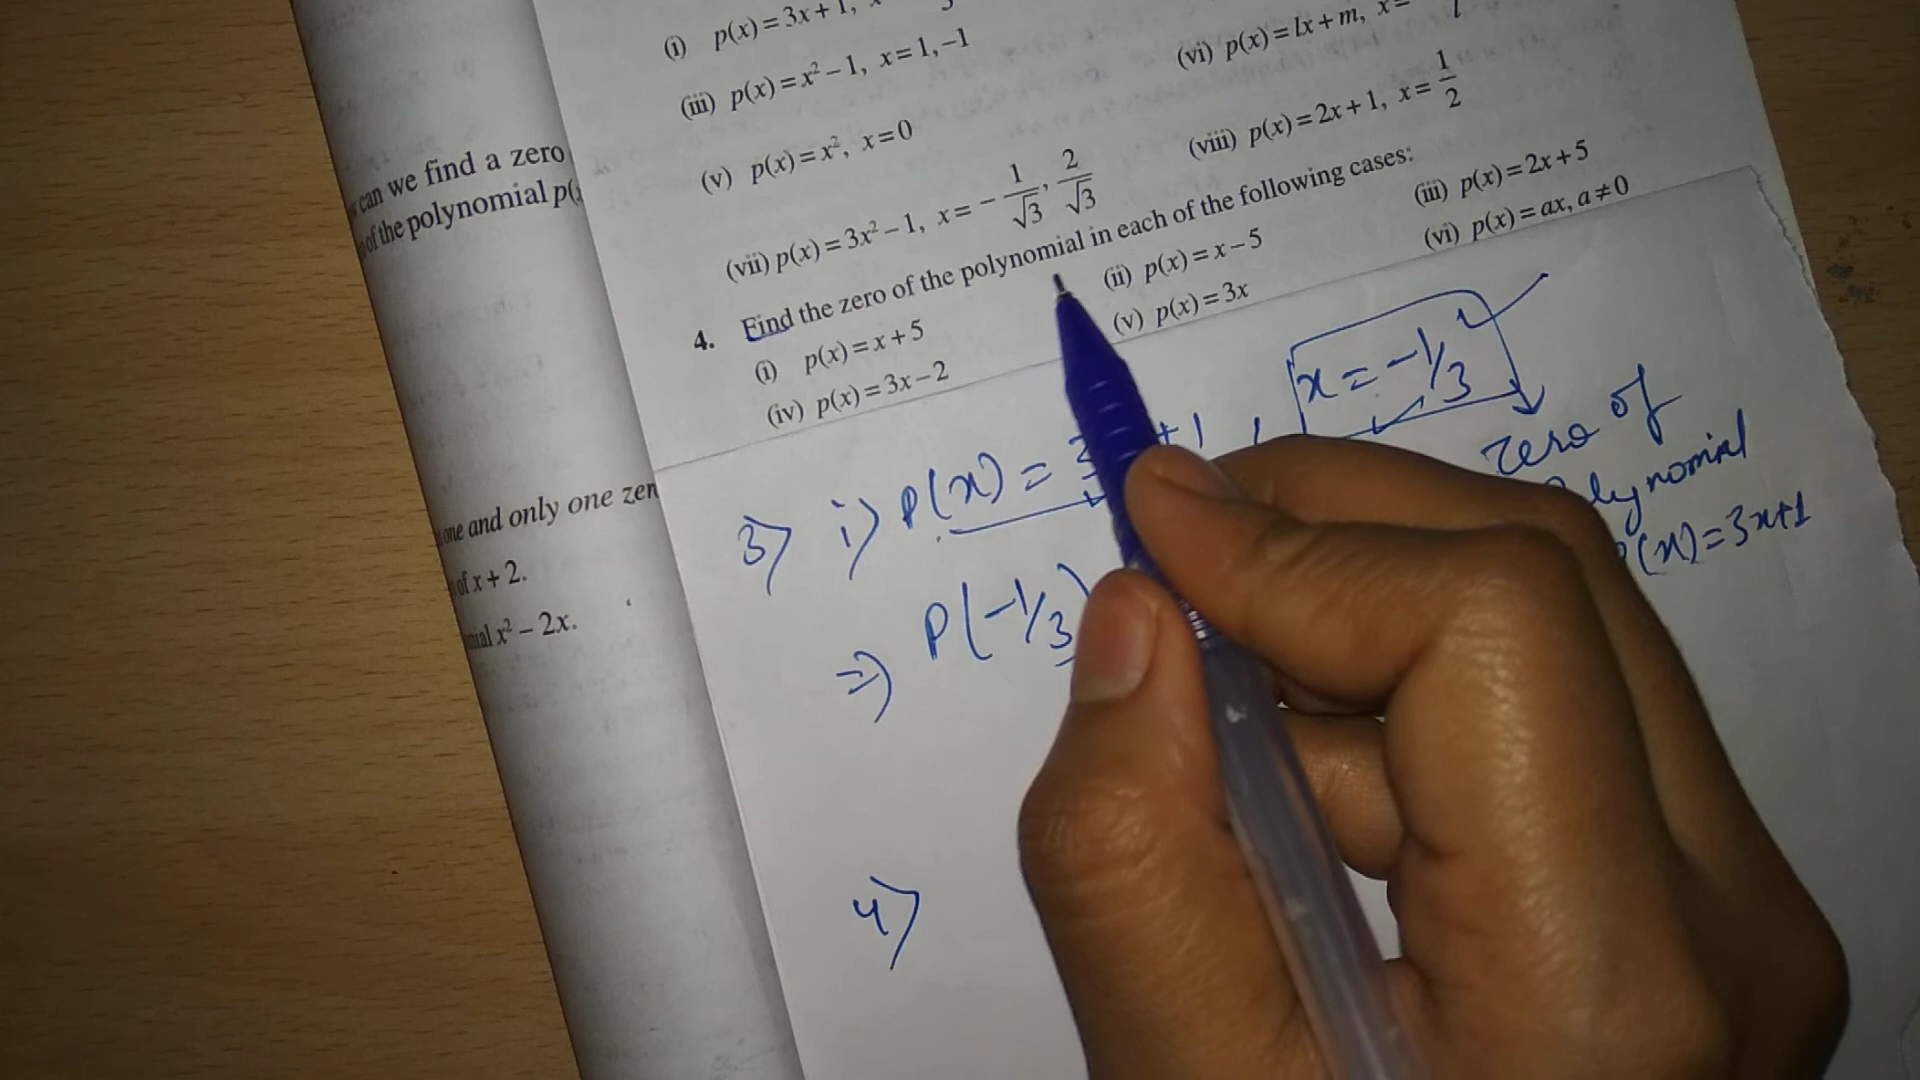 (i) p(x) = 3x + 1,
(iii) p(x) = x² – 1, x = 1, –1
(vi) p(x) = lx + m, x =
(v) p(x) = x², x = 0
(viii) p(x) = 2x + 1, x = 1/2
(vii) p(x) = 3x² – 1, x = – 1/√3, 2/√3
4. Find the zero of the polynomial in each of the following cases:
(i) p(x) = x + 5
(ii) p(x) = x – 5
(iii) p(x) = 2x + 5
(iv) p(x) = 3x – 2
(v) p(x) = 3x
(vi) p(x) = ax, a ≠ 0
can we find a zero
of the polynomial p(
one and only one zer
of x + 2.
x² – 2x.
3) i) P(x) = 3 +1 , x = -1/3
zero of
P(x) = 3x+1
=) P(-1/3)
4)